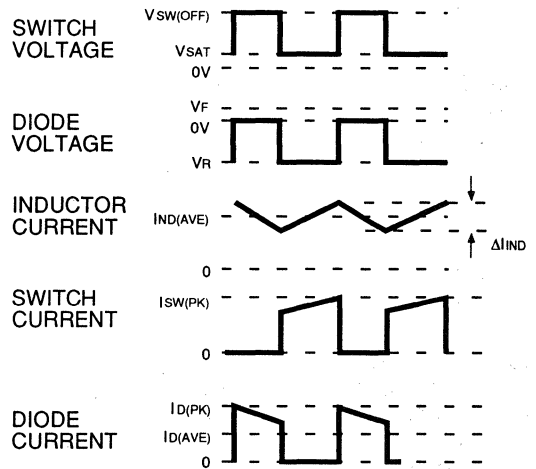 SWITCH
VOLTAGE
VSW(OFF)
VSAT
0V
DIODE
VOLTAGE
VF
0V
VR
INDUCTOR
CURRENT
IND(AVE)
ΔIIND
0
SWITCH
CURRENT
ISW(PK)
0
DIODE
CURRENT
ID(PK)
ID(AVE)
0